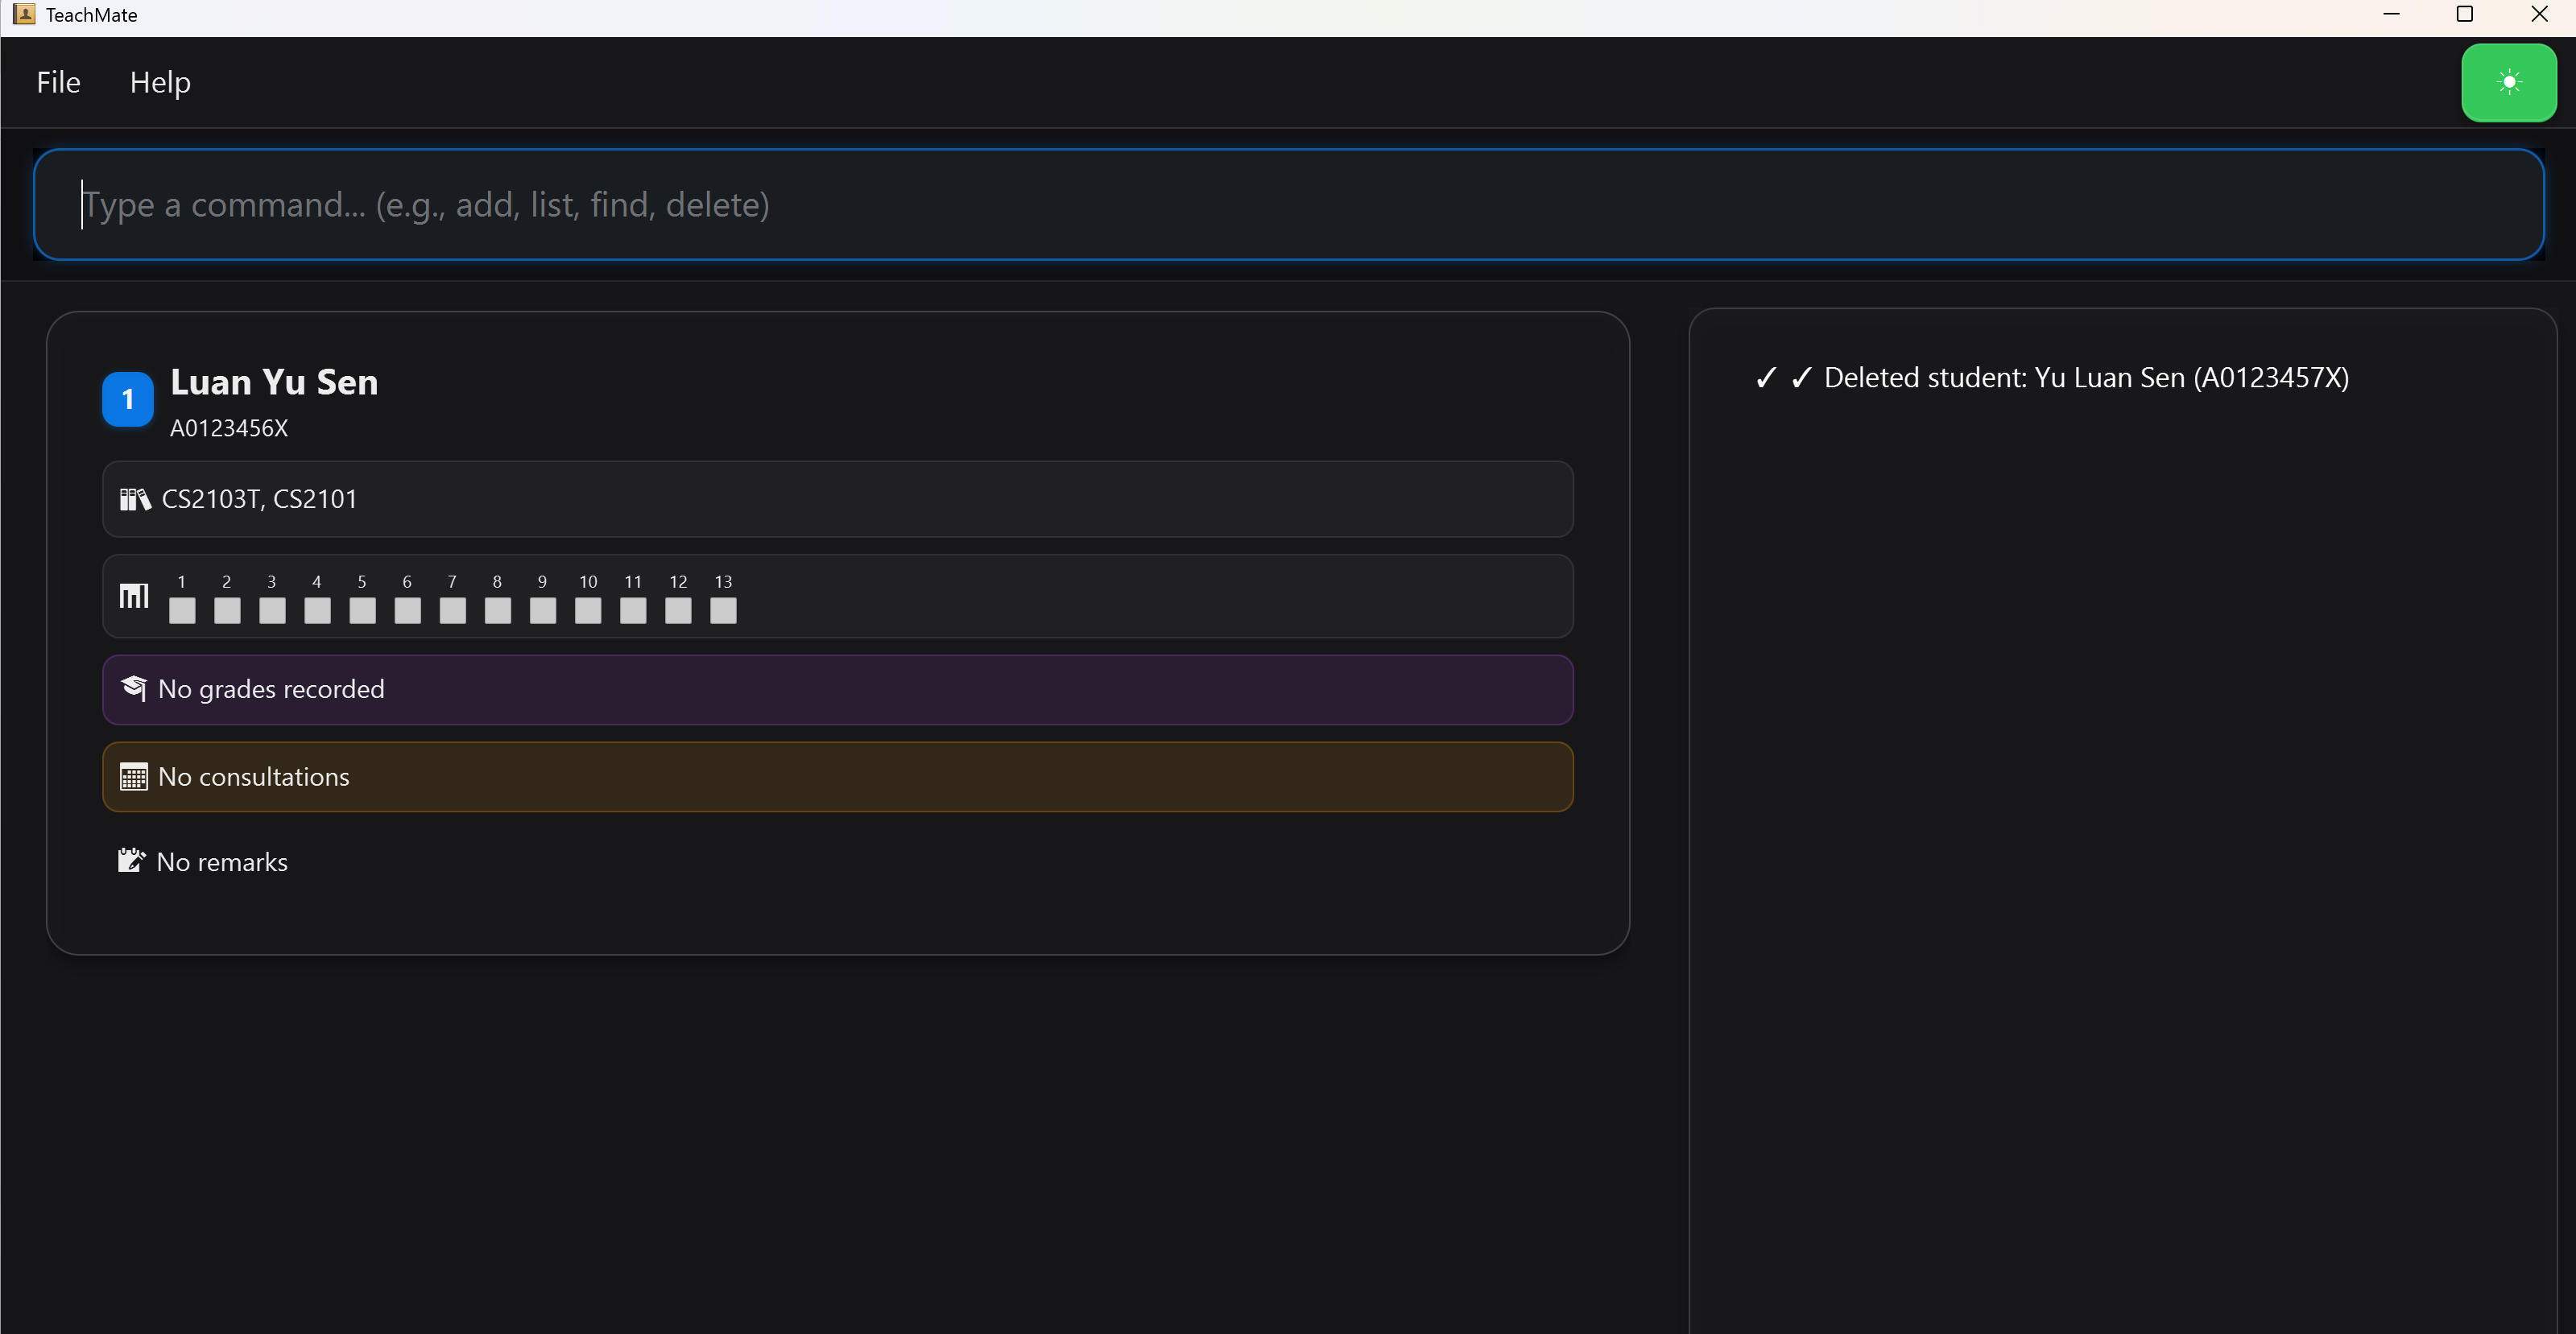 TeachMate
File Help
Type a command... (e.g., add, list, find, delete)
1 Luan Yu Sen
A0123456X
CS2103T, CS2101
1 2 3 4 5 6 7 8 9 10 11 12 13
No grades recorded
No consultations
No remarks
✓ ✓ Deleted student: Yu Luan Sen (A0123457X)